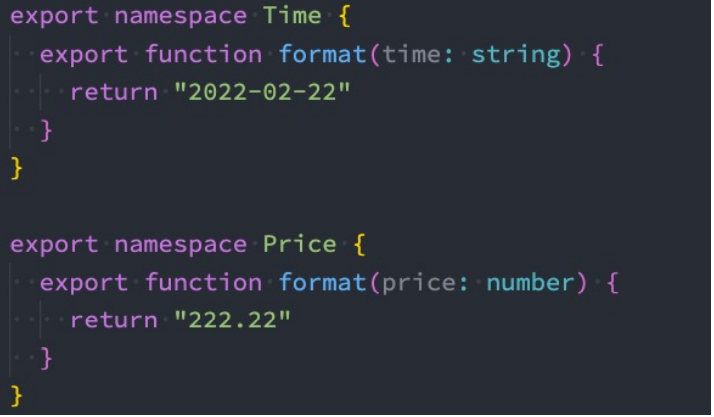 export namespace Time {
  export function format(time: string) {
    return "2022-02-22"
  }
}

export namespace Price {
  export function format(price: number) {
    return "222.22"
  }
}